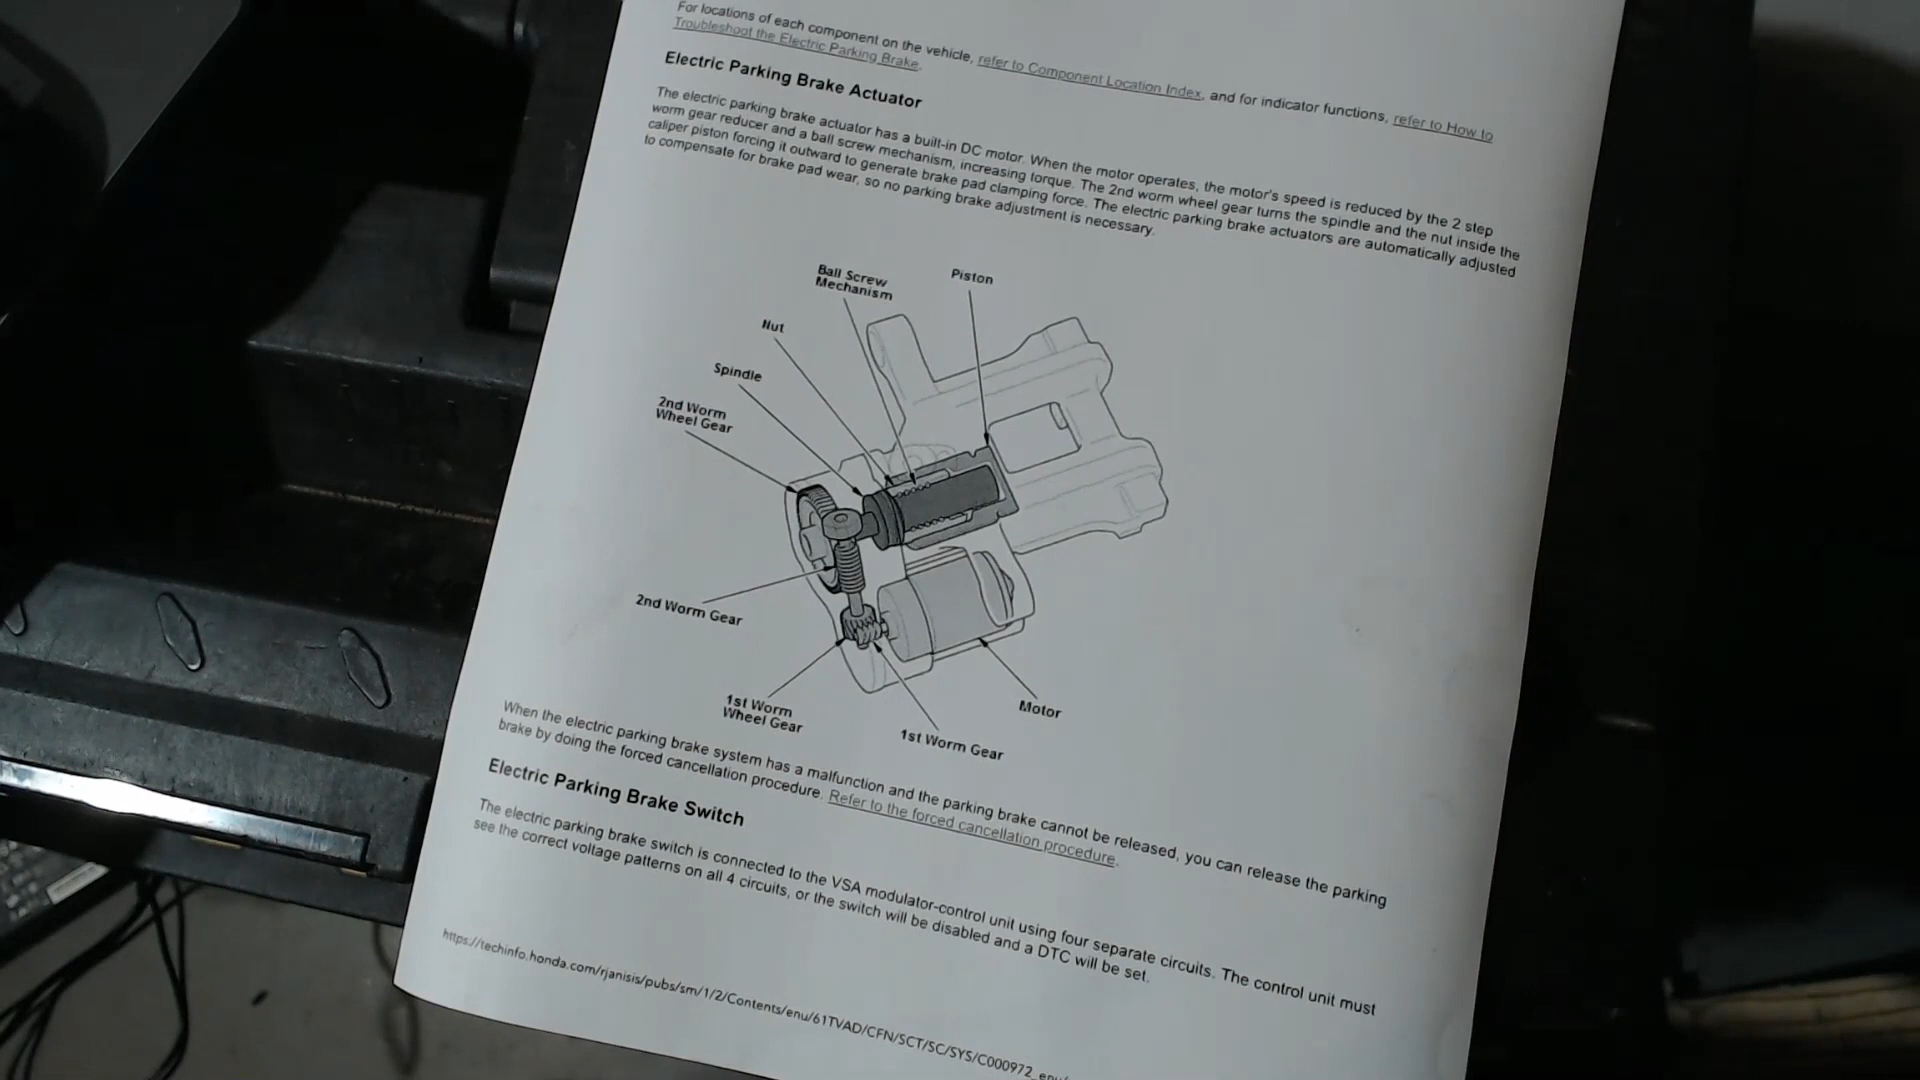 For locations of each component on the vehicle, refer to Component Location Index, and for indicator functions, refer to How to
Troubleshoot the Electric Parking Brake.
Electric Parking Brake Actuator
The electric parking brake actuator has a built-in DC motor. When the motor operates, the motor's speed is reduced by the 2 step
worm gear reducer and a ball screw mechanism, increasing torque. The 2nd worm wheel gear turns the spindle and the nut inside the
caliper piston forcing it outward to generate brake pad clamping force. The electric parking brake actuators are automatically adjusted
to compensate for brake pad wear, so no parking brake adjustment is necessary.
Ball Screw
Mechanism
Piston
Nut
Spindle
2nd Worm
Wheel Gear
2nd Worm Gear
1st Worm
Wheel Gear
1st Worm Gear
Motor
When the electric parking brake system has a malfunction and the parking brake cannot be released, you can release the parking
brake by doing the forced cancellation procedure. Refer to the forced cancellation procedure.
Electric Parking Brake Switch
The electric parking brake switch is connected to the VSA modulator-control unit using four separate circuits. The control unit must
see the correct voltage patterns on all 4 circuits, or the switch will be disabled and a DTC will be set.
https://techinfo.honda.com/rjanisis/pubs/sm/1/2/Contents/enu/61TVAD/CFN/SCT/SC/SYS/C000972_enu/